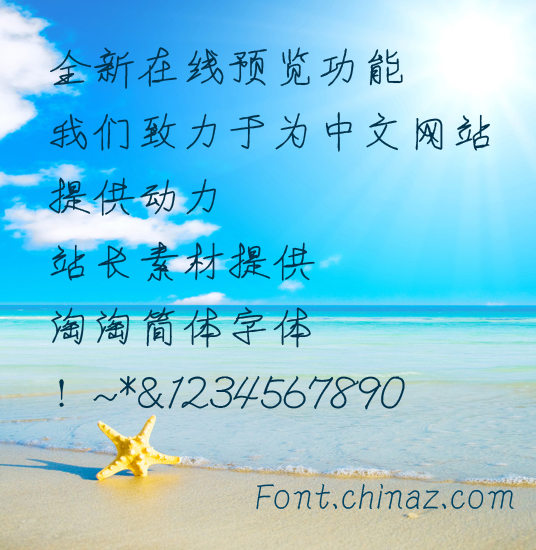 全新在线预览功能
我们致力于为中文网站
提供动力
站长素材提供
淘淘简体字体
！~*&1234567890
Font.chinaz.com